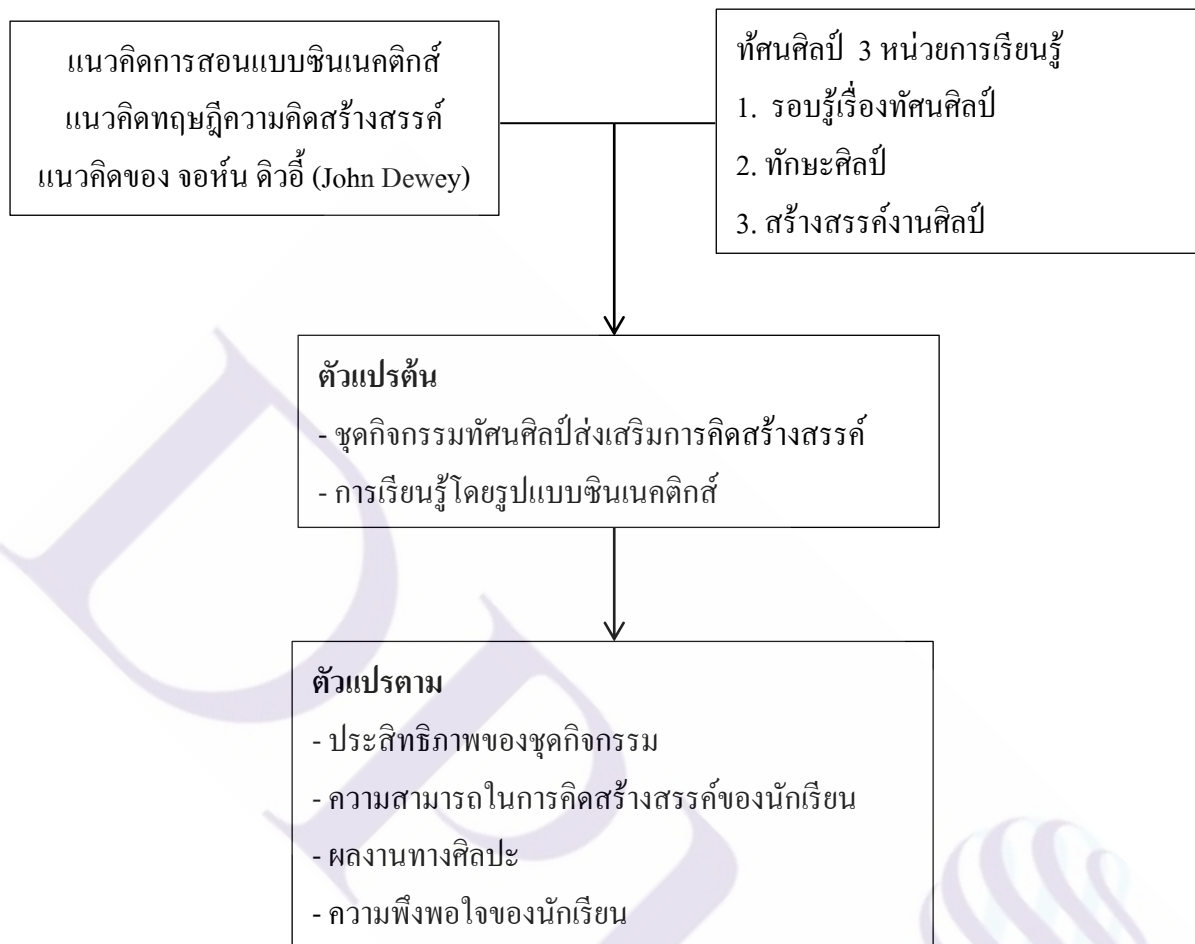 แนวคิดการสอนแบบซินเนคติกส์
แนวคิดทฤษฎีความคิดสร้างสรรค์
แนวคิดของ จอห์น ดิวอี้ (John Dewey)
ทัศนศิลป์ 3 หน่วยการเรียนรู้
1. รอบรู้เรื่องทัศนศิลป์
2. ทักษะศิลป์
3. สร้างสรรค์งานศิลป์
ตัวแปรต้น
- ชุดกิจกรรมทัศนศิลป์ส่งเสริมการคิดสร้างสรรค์
- การเรียนรู้โดยรูปแบบซินเนคติกส์
ตัวแปรตาม
- ประสิทธิภาพของชุดกิจกรรม
- ความสามารถในการคิดสร้างสรรค์ของนักเรียน
- ผลงานทางศิลปะ
- ความพึงพอใจของนักเรียน